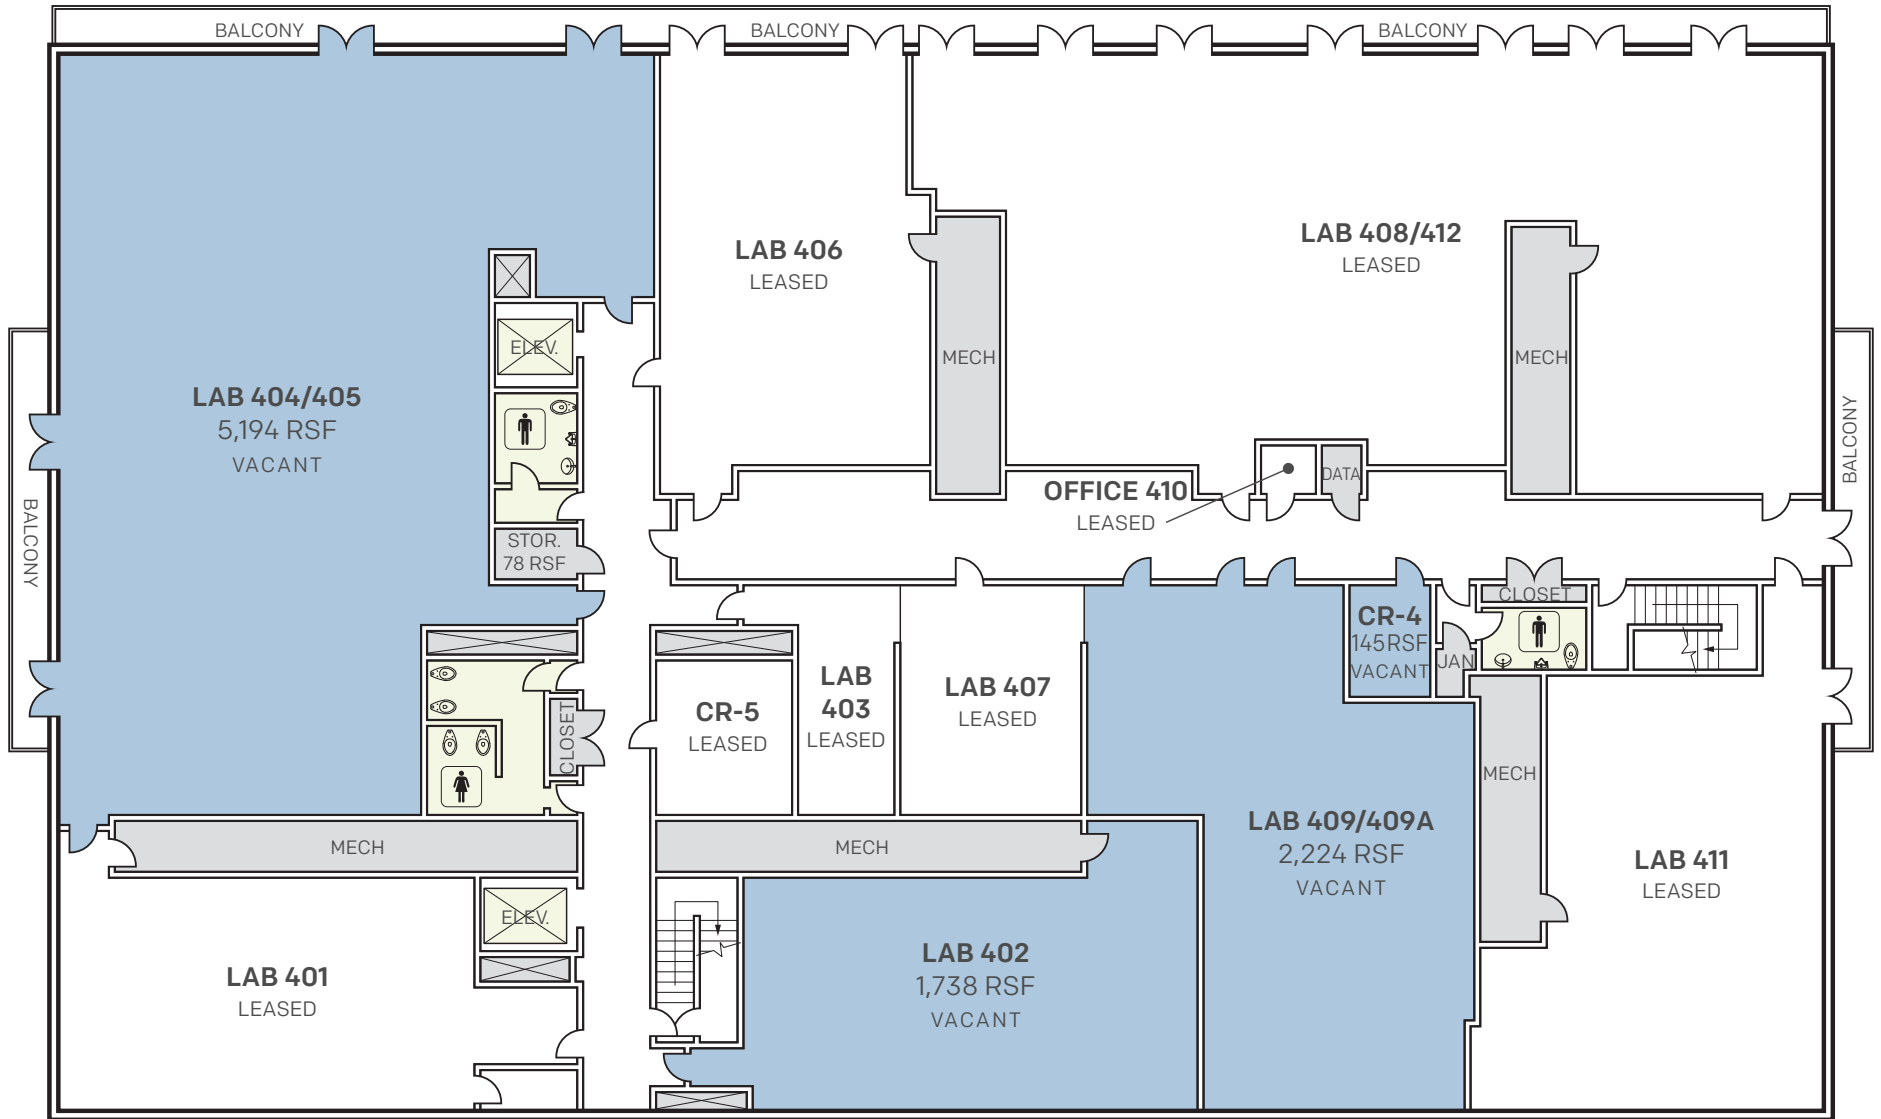 BALCONY
BALCONY
BALCONY
LAB 406
LEASED
LAB 408/412
LEASED
ELEV.
MECH
MECH
LAB 404/405
5,194 RSF
VACANT
BALCONY
BALCONY
OFFICE 410
LEASED
DATA
STOR.
78 RSF
CLOSET
CR-4
145 RSF
VACANT
JAN
LAB
403
LEASED
LAB 407
LEASED
CR-5
LEASED
CLOSET
MECH
MECH
MECH
LAB 409/409A
2,224 RSF
VACANT
LAB 411
LEASED
ELEV.
LAB 401
LEASED
LAB 402
1,738 RSF
VACANT